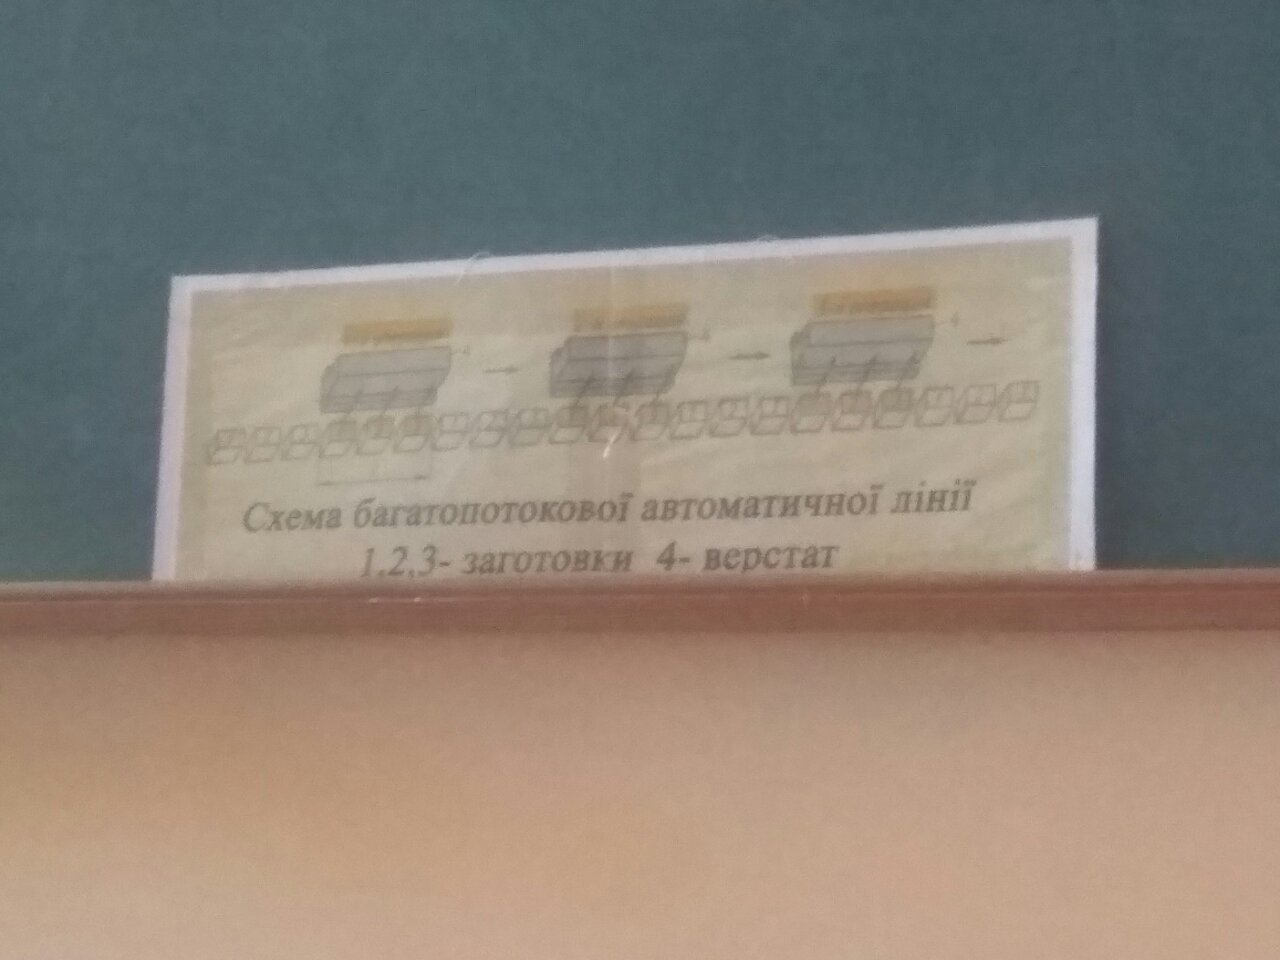 Схема багатопотокової автоматичної лінії
1,2,3- заготовки 4- верстат